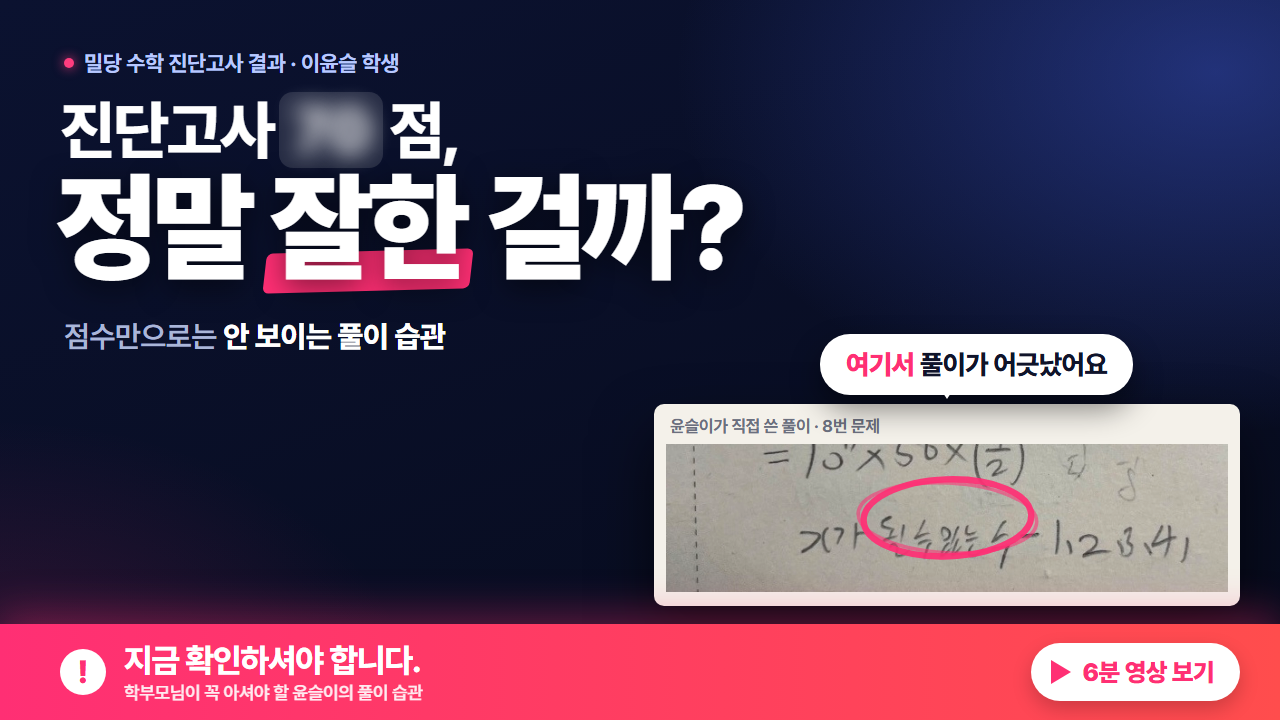 밀당 수학 진단고사 결과 · 이윤슬 학생
진단고사 70 점,
정말 잘한 걸까?
점수만으로는 안 보이는 풀이 습관
여기서 풀이가 어긋났어요
윤슬이가 직접 쓴 풀이 · 8번 문제
x가 될 수 있는 수 - 1, 2, 3, 4,
지금 확인하셔야 합니다.
학부모님이 꼭 아셔야 할 윤슬이의 풀이 습관
6분 영상 보기